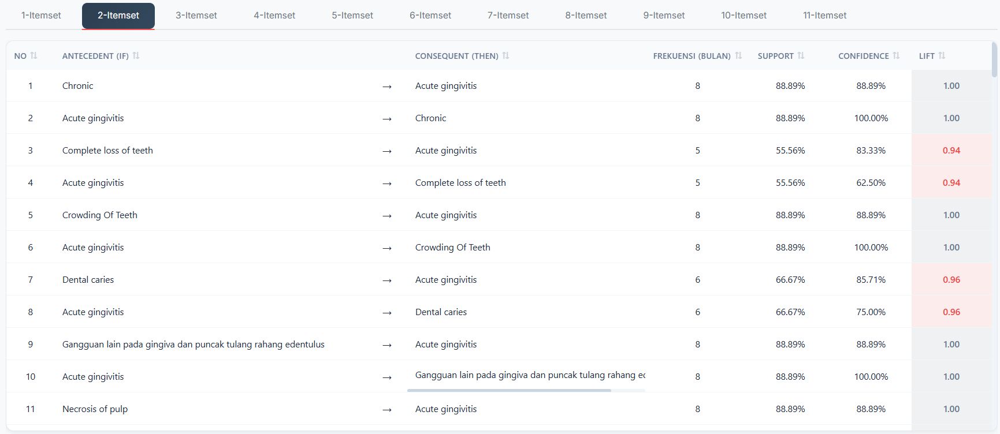 1-Itemset 2-Itemset 3-Itemset 4-Itemset 5-Itemset 6-Itemset 7-Itemset 8-Itemset 9-Itemset 10-Itemset 11-Itemset
NO ANTECEDENT (IF) CONSEQUENT (THEN) FREKUENSI (BULAN) SUPPORT CONFIDENCE LIFT
1 Chronic → Acute gingivitis 8 88.89% 88.89% 1.00
2 Acute gingivitis → Chronic 8 88.89% 100.00% 1.00
3 Complete loss of teeth → Acute gingivitis 5 55.56% 83.33% 0.94
4 Acute gingivitis → Complete loss of teeth 5 55.56% 62.50% 0.94
5 Crowding Of Teeth → Acute gingivitis 8 88.89% 88.89% 1.00
6 Acute gingivitis → Crowding Of Teeth 8 88.89% 100.00% 1.00
7 Dental caries → Acute gingivitis 6 66.67% 85.71% 0.96
8 Acute gingivitis → Dental caries 6 66.67% 75.00% 0.96
9 Gangguan lain pada gingiva dan puncak tulang rahang edentulus → Acute gingivitis 8 88.89% 88.89% 1.00
10 Acute gingivitis → Gangguan lain pada gingiva dan puncak tulang rahang 8 88.89% 100.00% 1.00
11 Necrosis of pulp → Acute gingivitis 8 88.89% 88.89% 1.00